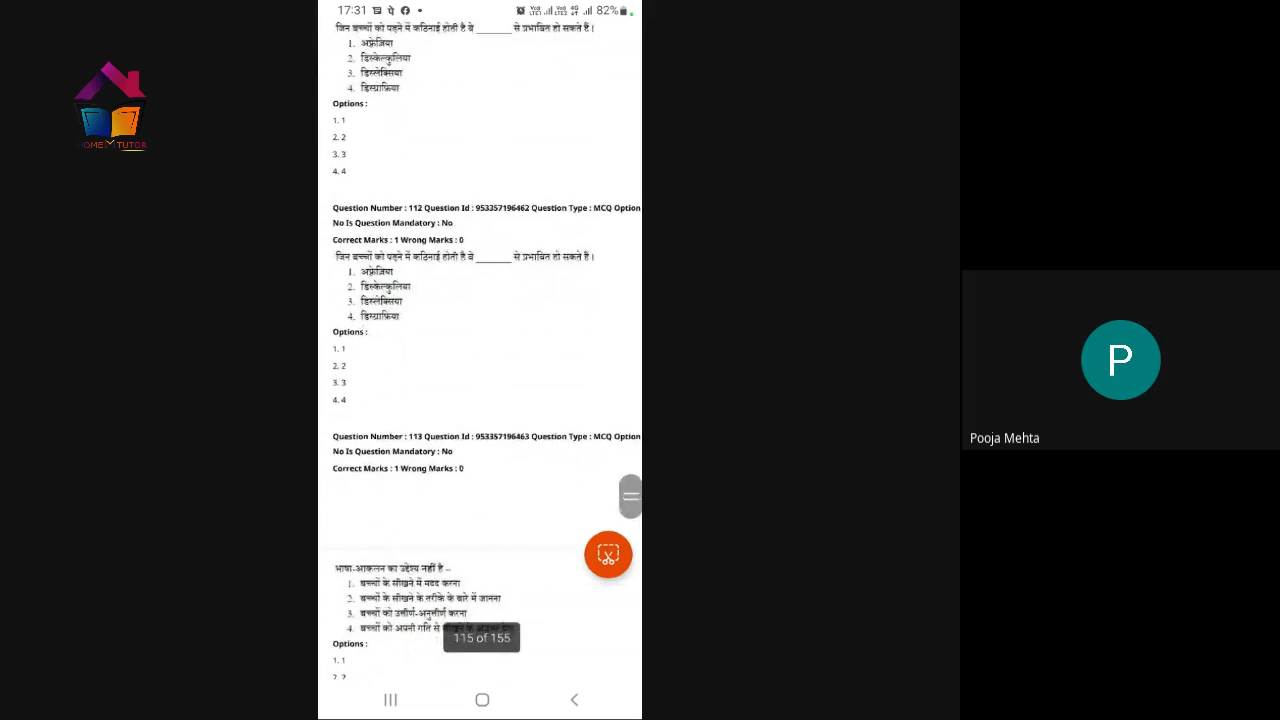 17:31
82%
HOME TUTOR
जिन बच्चों को पढ़ने में कठिनाई होती है वे _______ से प्रभावित हो सकते हैं।
1. अफ़ेज़िया
2. डिस्केल्कुलिया
3. डिस्लेक्सिया
4. डिस्ग्राफ़िया
Options :
1. 1
2. 2
3. 3
4. 4
Question Number : 112 Question Id : 953357196462 Question Type : MCQ Option
No Is Question Mandatory : No
Correct Marks : 1 Wrong Marks : 0
जिन बच्चों को पढ़ने में कठिनाई होती है वे _______ से प्रभावित हो सकते हैं।
1. अफ़ेज़िया
2. डिस्केल्कुलिया
3. डिस्लेक्सिया
4. डिस्ग्राफ़िया
Options :
1. 1
2. 2
3. 3
4. 4
Question Number : 113 Question Id : 953357196463 Question Type : MCQ Option
No Is Question Mandatory : No
Correct Marks : 1 Wrong Marks : 0
भाषा-आकलन का उद्देश्य नहीं है –
1. बच्चों के सीखने में मदद करना
2. बच्चों के सीखने के तरीके के बारे में जानना
3. बच्चों को उत्तीर्ण-अनुत्तीर्ण करना
4. बच्चों को अपनी गति से
115 of 155
Options :
1. 1
2. 2
P
Pooja Mehta